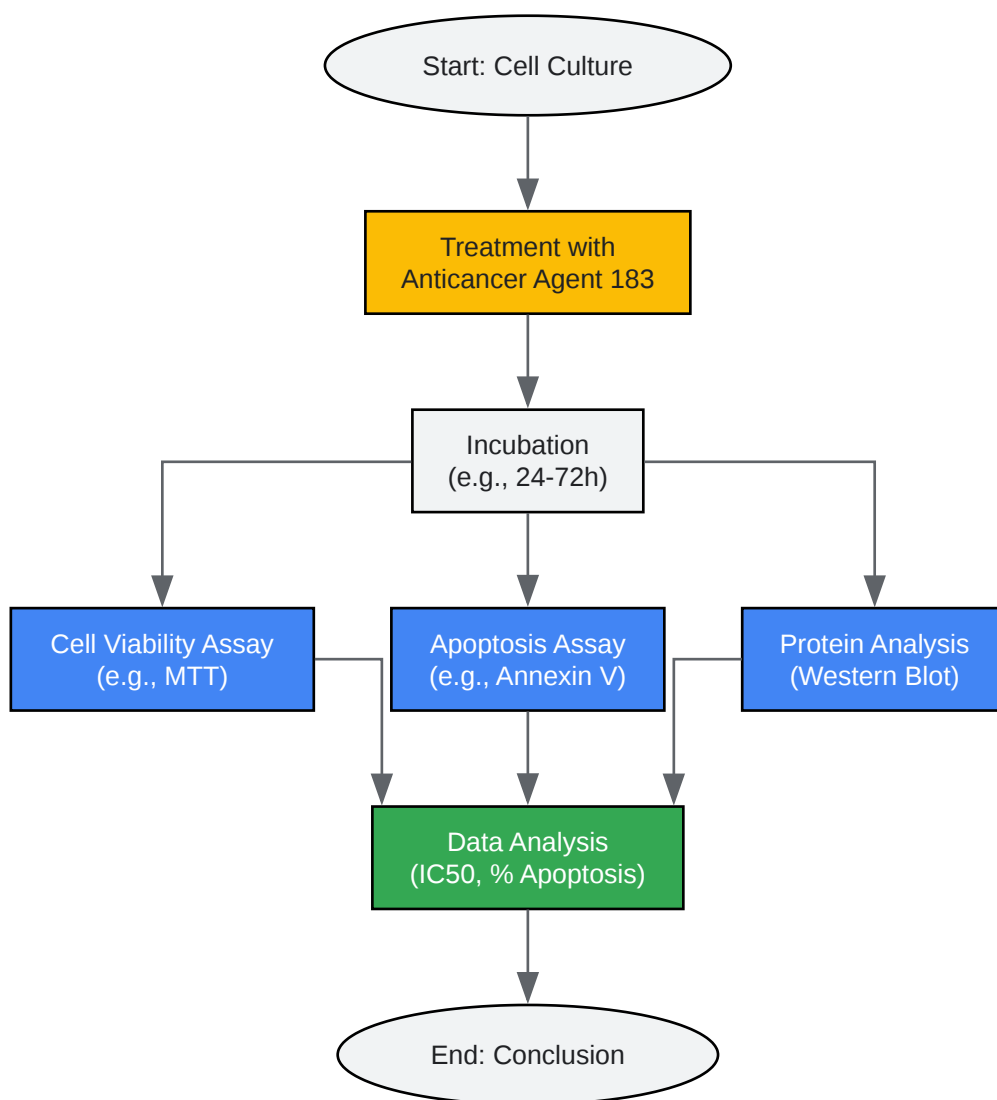 Start: Cell Culture
Treatment with
Anticancer Agent 183
Incubation
(e.g., 24-72h)
Cell Viability Assay
(e.g., MTT)
Apoptosis Assay
(e.g., Annexin V)
Protein Analysis
(Western Blot)
Data Analysis
(IC50, % Apoptosis)
End: Conclusion